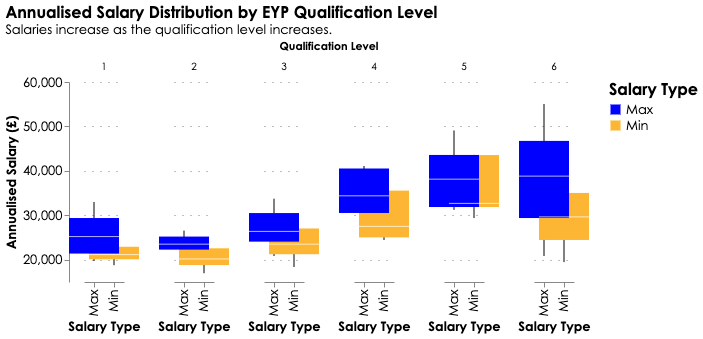 Annualised Salary Distribution by EYP Qualification Level
Salaries increase as the qualification level increases.
Qualification Level
1 2 3 4 5 6
Annualised Salary (£)
60,000
50,000
40,000
30,000
20,000
Max Min Max Min Max Min Max Min Max Min Max Min
Salary Type Salary Type Salary Type Salary Type Salary Type Salary Type
Salary Type
Max
Min